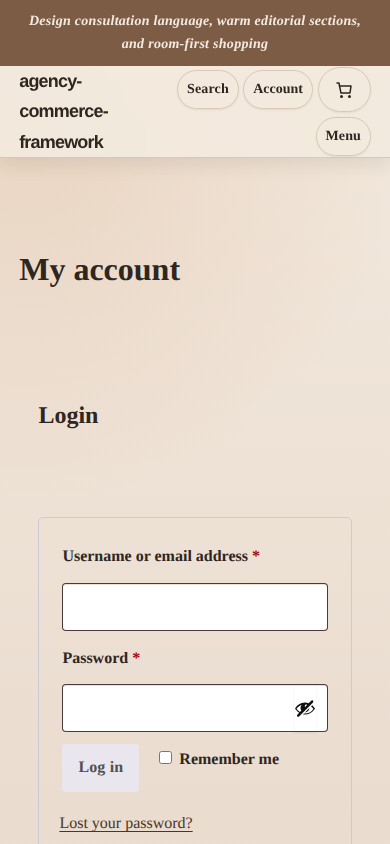 Design consultation language, warm editorial sections,
and room-first shopping
agency-
commerce-
framework
Search
Account
Menu
My account
Login
Username or email address *
Password *
Log in
Remember me
Lost your password?